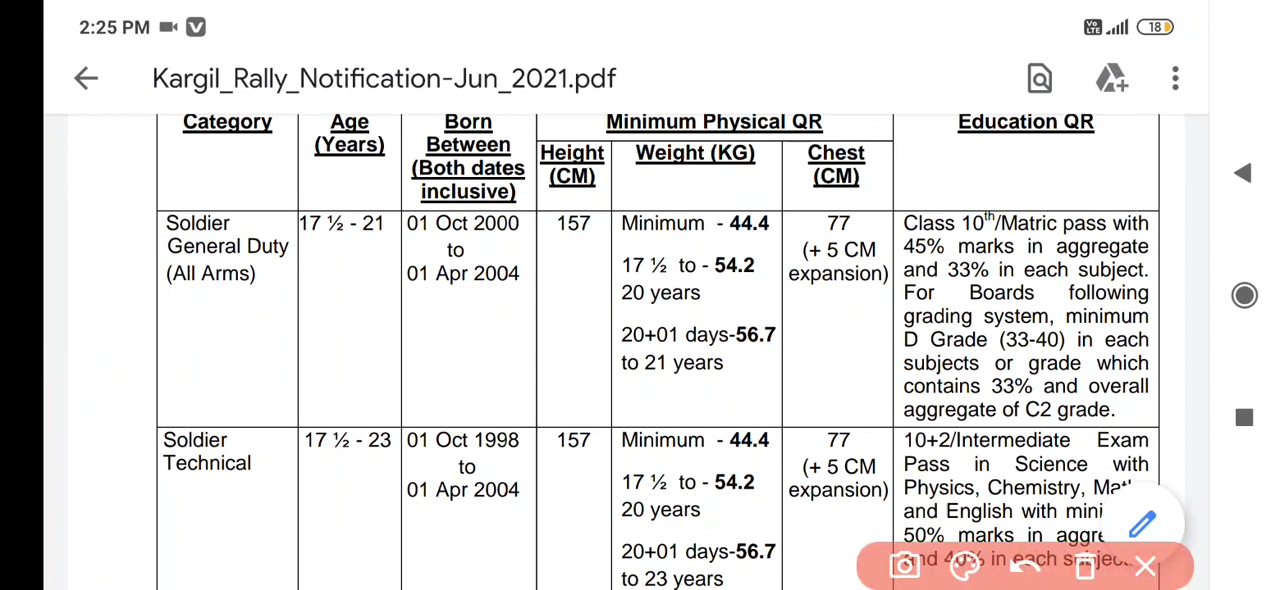 2:25 PM
Vo LTE
18
Kargil_Rally_Notification-Jun_2021.pdf
Category
Age (Years)
Born Between (Both dates inclusive)
Minimum Physical QR
Education QR
Height (CM)
Weight (KG)
Chest (CM)
Soldier
General Duty
(All Arms)
17 ½ - 21
01 Oct 2000
to
01 Apr 2004
157
Minimum - 44.4
17 ½ to - 54.2
20 years
20+01 days-56.7
to 21 years
77
(+ 5 CM
expansion)
Class 10th/Matric pass with
45% marks in aggregate
and 33% in each subject.
For Boards following
grading system, minimum
D Grade (33-40) in each
subjects or grade which
contains 33% and overall
aggregate of C2 grade.
Soldier
Technical
17 ½ - 23
01 Oct 1998
to
01 Apr 2004
157
Minimum - 44.4
17 ½ to - 54.2
20 years
20+01 days-56.7
to 23 years
77
(+ 5 CM
expansion)
10+2/Intermediate Exam
Pass in Science with
Physics, Chemistry,
and English with
50% marks in
and 40% in each